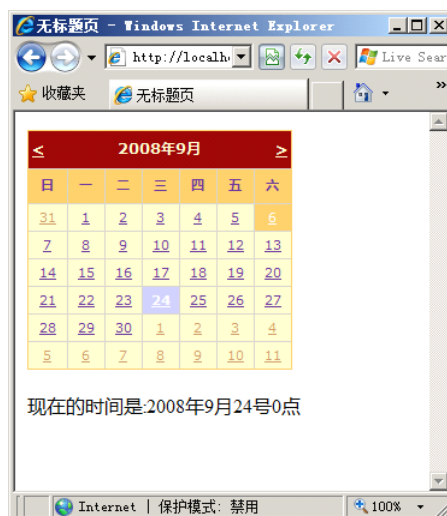 无标题页 - Windows Internet Explorer
http://localh
Live Sear
收藏夹 无标题页 »
< 2008年9月 >
日 一 二 三 四 五 六
31 1 2 3 4 5 6
7 8 9 10 11 12 13
14 15 16 17 18 19 20
21 22 23 24 25 26 27
28 29 30 1 2 3 4
5 6 7 8 9 10 11
现在的时间是:2008年9月24号0点
Internet | 保护模式: 禁用 100%